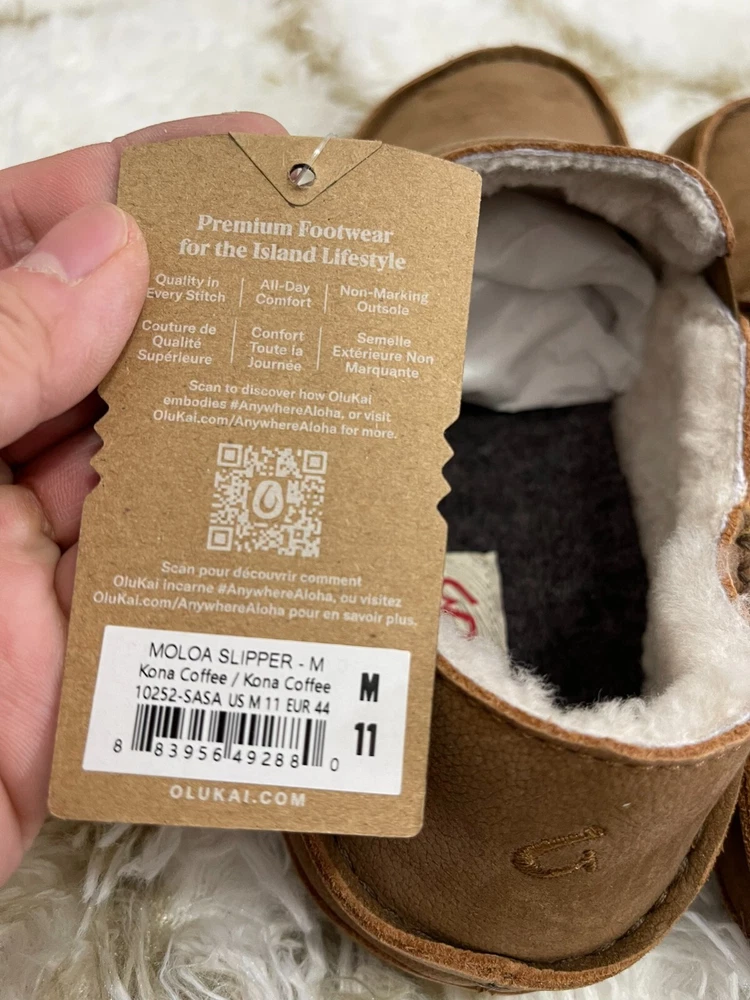 Premium Footwear
for the Island Lifestyle
Quality in
Every Stitch
All-Day
Comfort
Non-Marking
Outsole
Couture de
Qualité
Supérieure
Confort
Toute la
Journée
Semelle
Extérieure Non
Marquante
Scan to discover how OluKai
embodies #AnywhereAloha, or visit
OluKai.com/AnywhereAloha for more.
Scan pour découvrir comment
OluKai incarne #AnywhereAloha, ou visitez
OluKai.com/AnywhereAloha pour en savoir plus.
MOLOA SLIPPER - M
Kona Coffee / Kona Coffee
10252-SASA US M 11 EUR 44
M
11
8 83956 49288 0
OLUKAI.COM